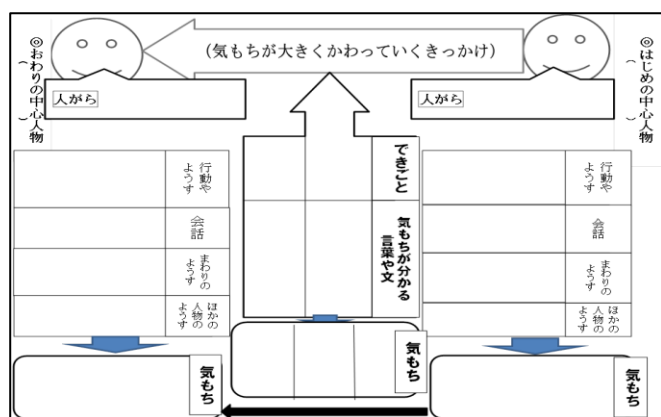 ◎はじめの中心人物
（　　　）
人がら
行動や
ようす
会話
まわりの
ようす
ほかの
人物の
ようす
気もち
（気もちが大きくかわっていくきっかけ）
できごと
気もちが分かる
言葉や文
気もち
◎おわりの中心人物
（　　　）
人がら
行動や
ようす
会話
まわりの
ようす
ほかの
人物の
ようす
気もち